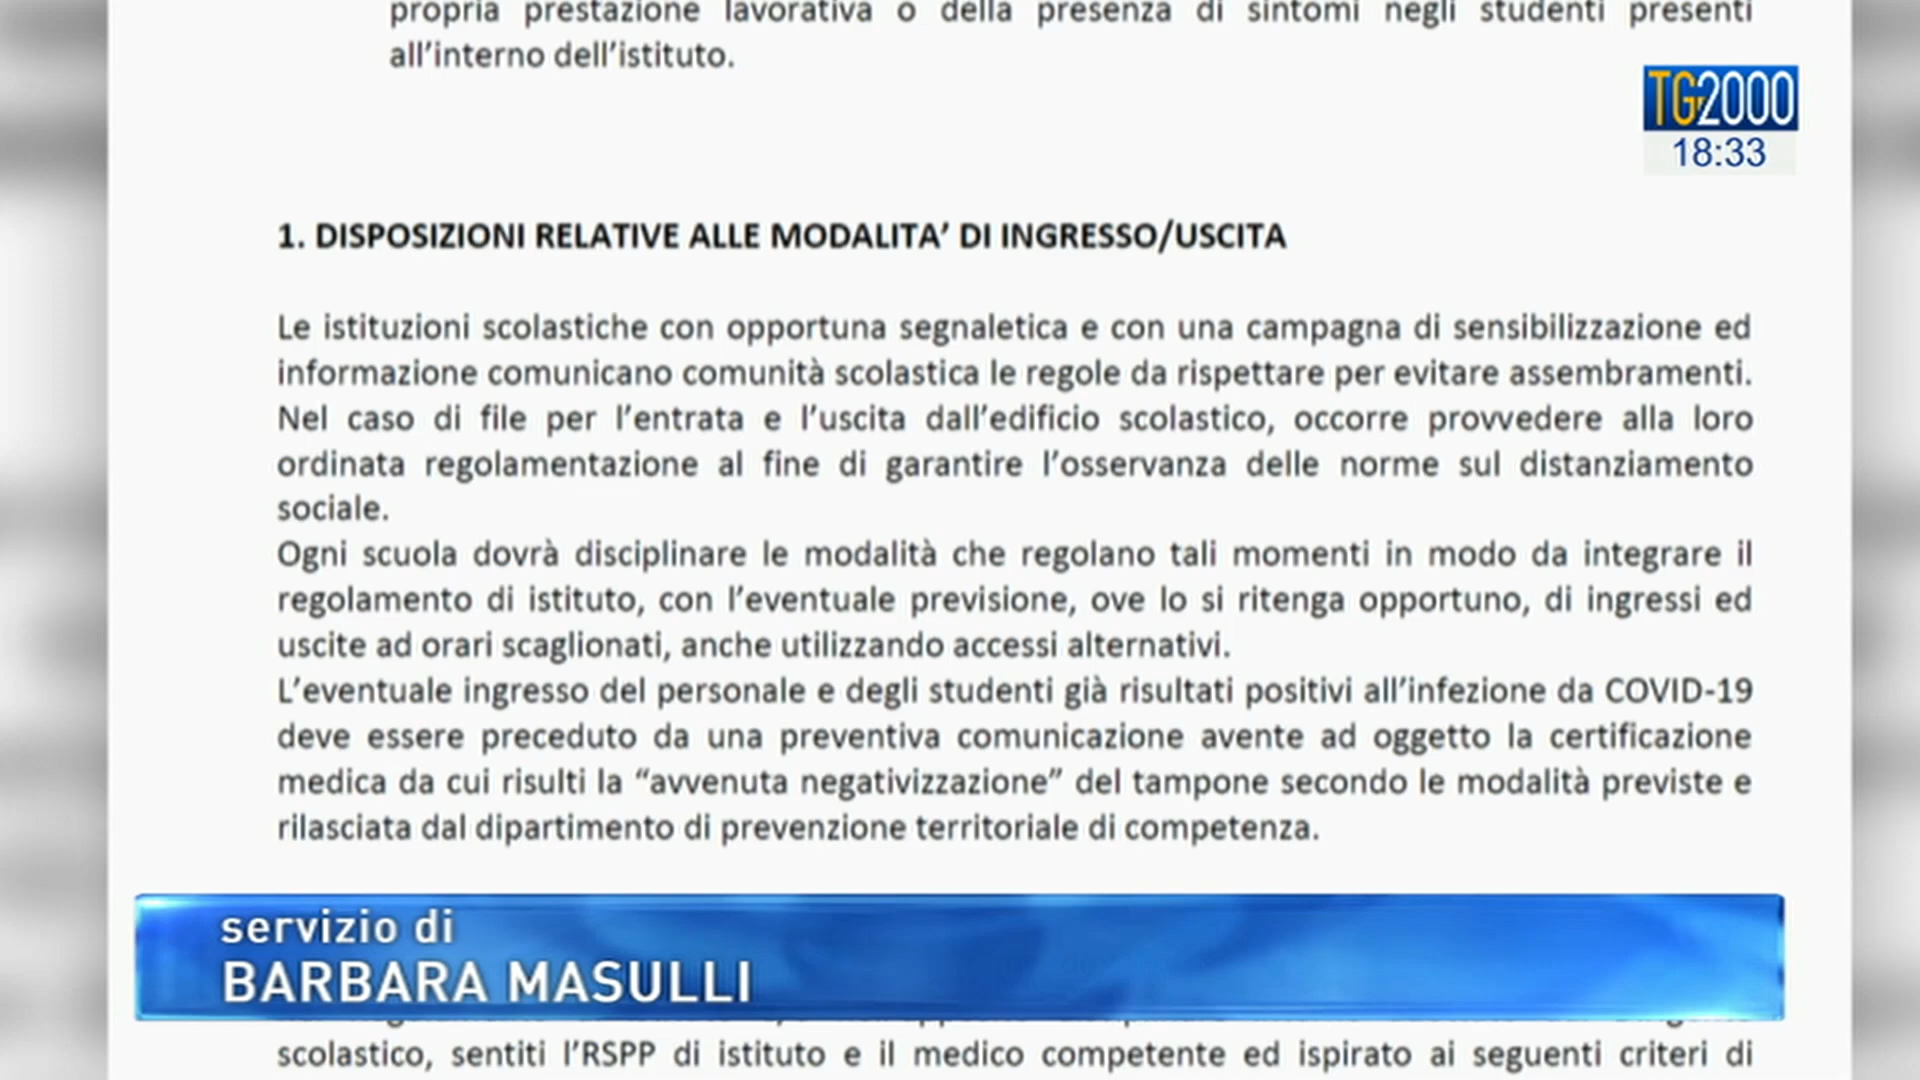 propria prestazione lavorativa o della presenza di sintomi negli studenti presenti
all’interno dell’istituto.
TG2000
18:33
1. DISPOSIZIONI RELATIVE ALLE MODALITA’ DI INGRESSO/USCITA
Le istituzioni scolastiche con opportuna segnaletica e con una campagna di sensibilizzazione ed
informazione comunicano comunità scolastica le regole da rispettare per evitare assembramenti.
Nel caso di file per l’entrata e l’uscita dall’edificio scolastico, occorre provvedere alla loro
ordinata regolamentazione al fine di garantire l’osservanza delle norme sul distanziamento
sociale.
Ogni scuola dovrà disciplinare le modalità che regolano tali momenti in modo da integrare il
regolamento di istituto, con l’eventuale previsione, ove lo si ritenga opportuno, di ingressi ed
uscite ad orari scaglionati, anche utilizzando accessi alternativi.
L’eventuale ingresso del personale e degli studenti già risultati positivi all’infezione da COVID-19
deve essere preceduto da una preventiva comunicazione avente ad oggetto la certificazione
medica da cui risulti la “avvenuta negativizzazione” del tampone secondo le modalità previste e
rilasciata dal dipartimento di prevenzione territoriale di competenza.
servizio di
BARBARA MASULLI
scolastico, sentiti l’RSPP di istituto e il medico competente ed ispirato ai seguenti criteri di